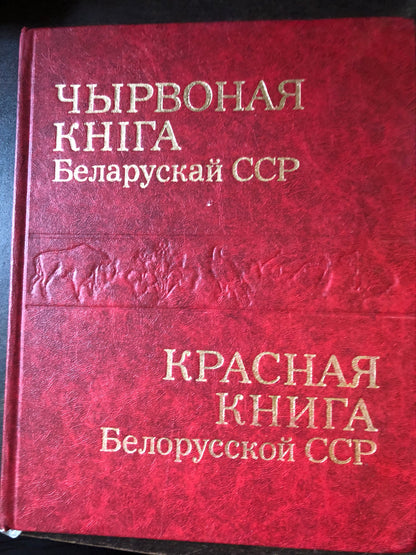 ЧЫРВОНАЯ
КНІГА
Беларускай ССР
КРАСНАЯ
КНИГА
Белорусской ССР